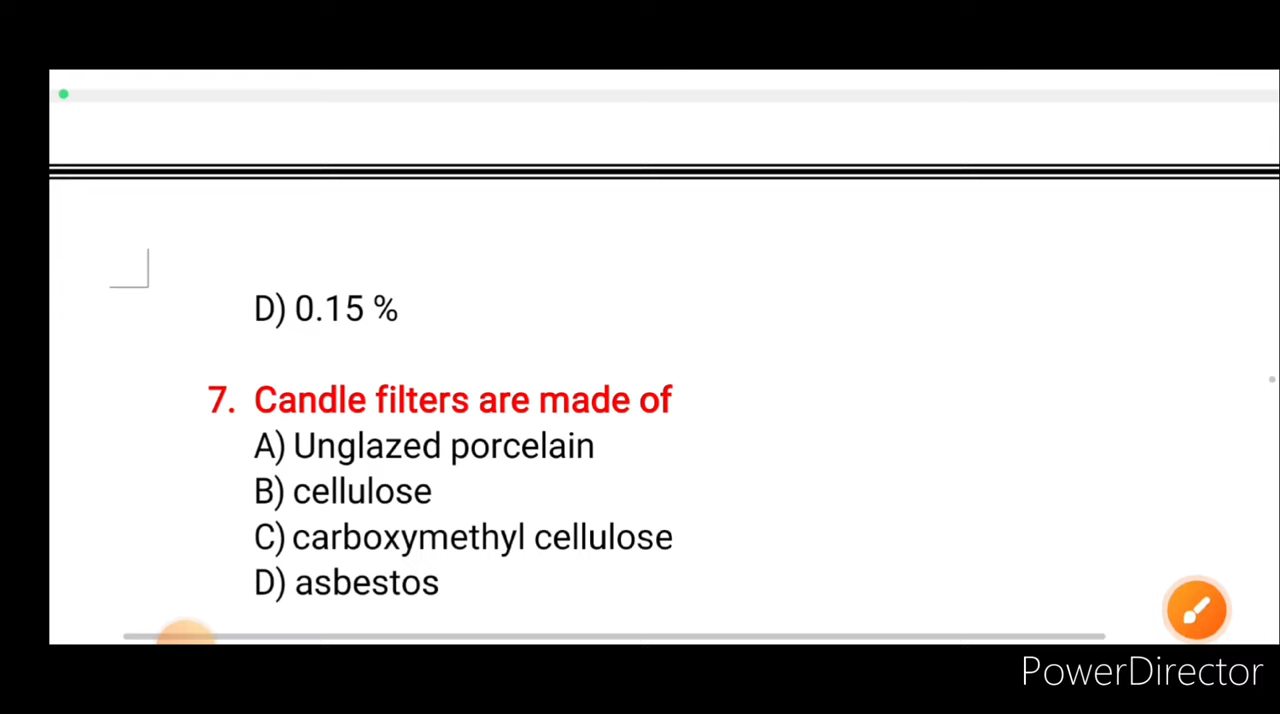 D) 0.15 %
7. Candle filters are made of
A) Unglazed porcelain
B) cellulose
C) carboxymethyl cellulose
D) asbestos
PowerDirector